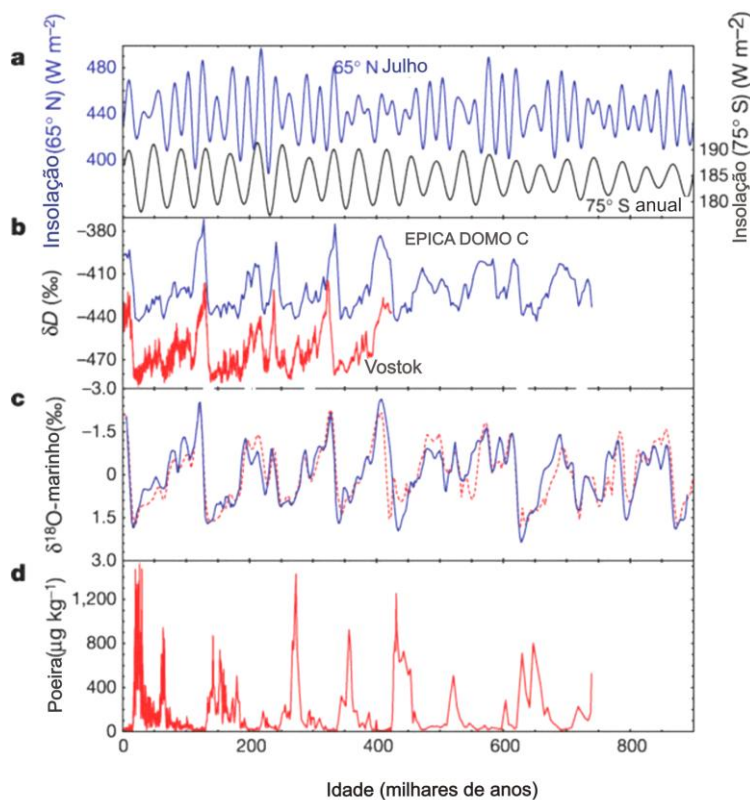 a
Insolação(65° N) (W m−2)
480
440
400
65° N Julho
75° S anual
190
185
180
Insolação (75° S) (W m−2)
b
δD (‰)
−380
−410
−440
−470
EPICA DOMO C
Vostok
c
δ18O-marinho(‰)
−3.0
−1.5
0
1.5
3.0
d
Poeira(µg kg−1)
1,200
800
400
0
0
200
400
600
800
Idade (milhares de anos)